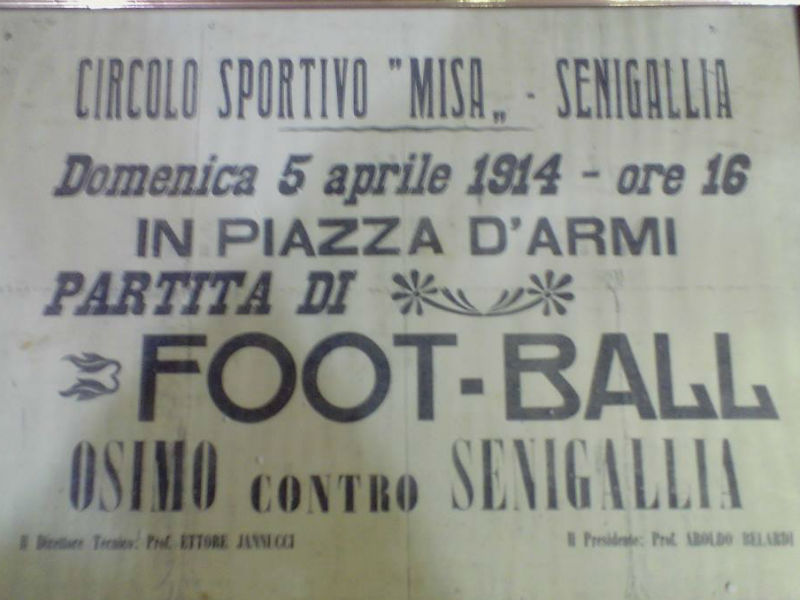 CIRCOLO SPORTIVO "MISA„ - SENIGALLIA
Domenica 5 aprile 1914 - ore 16
IN PIAZZA D'ARMI
PARTITA DI
FOOT-BALL
OSIMO CONTRO SENIGALLIA
Il Direttore Tecnico: Prof. ETTORE JANNUCCI
Il Presidente: Prof. AROLDO BELARDI